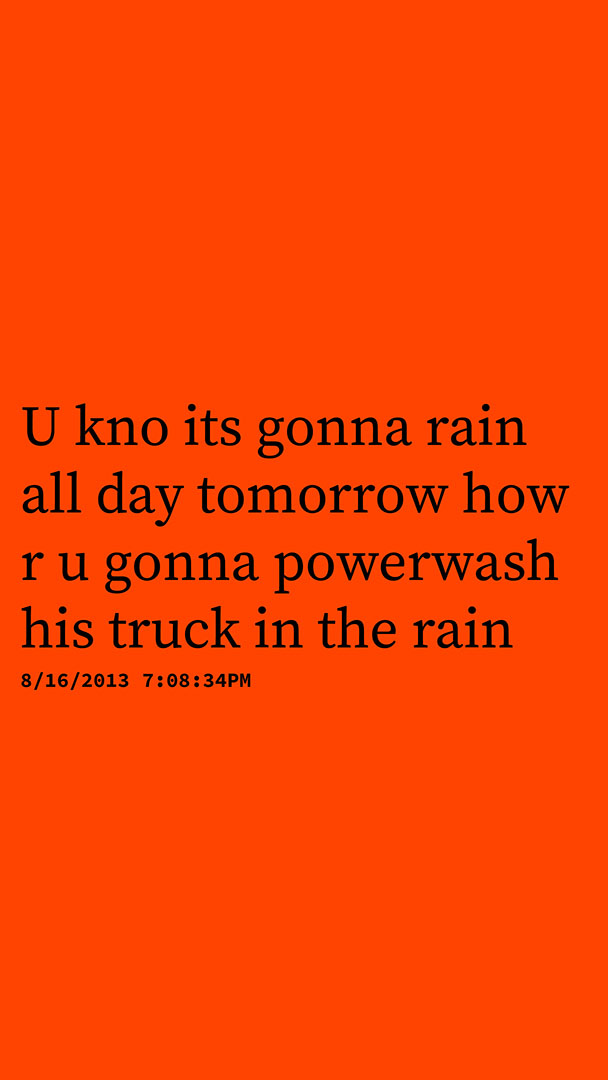 U kno its gonna rain
all day tomorrow how
r u gonna powerwash
his truck in the rain
8/16/2013 7:08:34PM